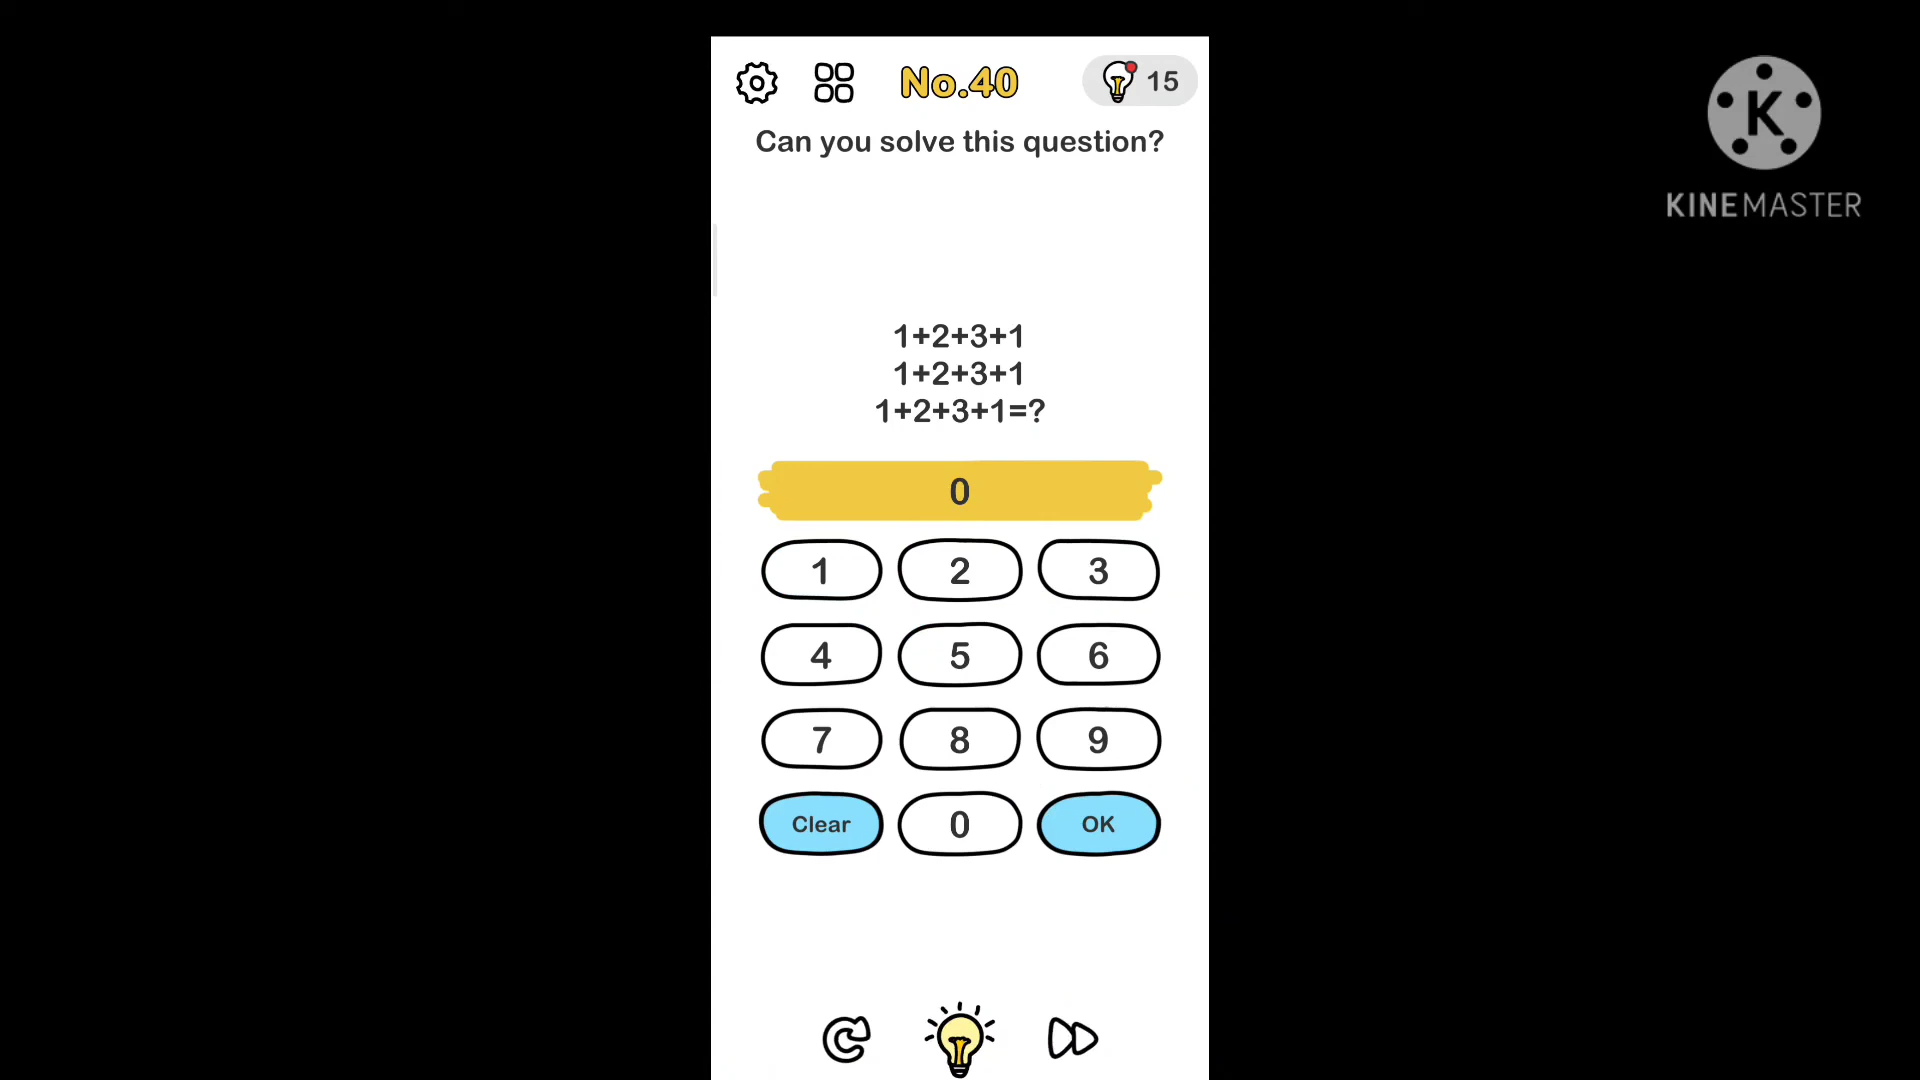 No.40
15
Can you solve this question?
K
KINEMASTER
1+2+3+1
1+2+3+1
1+2+3+1=?
0
1 2 3
4 5 6
7 8 9
Clear 0 OK